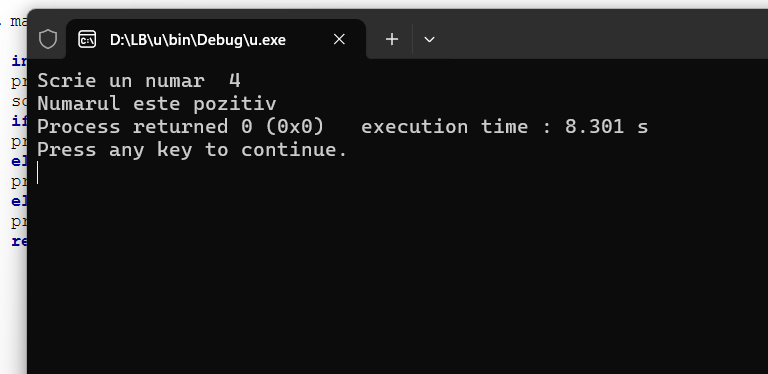 D:\LB\u\bin\Debug\u.exe
Scrie un numar  4
Numarul este pozitiv
Process returned 0 (0x0)   execution time : 8.301 s
Press any key to continue.